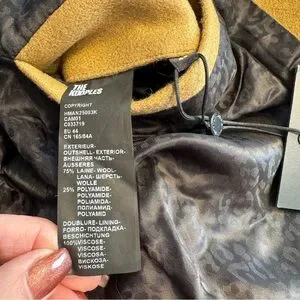 THE
KOOPLES
COPYRIGHT
HMAN25003K
CAM01
C033719
EU 44
CN 165/84A
EXTERIEUR-
OUTSHELL-EXTERIOR-
ВНЕШНЯЯ ЧАСТЬ-
ÄUSSERES
75% LAINE-WOOL-
LANA-ШЕРСТЬ-
WOLLE
25% POLYAMIDE-
POLYAMIDE-
POLIAMIDA-
ПОЛИАМИД-
POLYAMID
DOUBLURE-LINING-
FORRO-ПОДКЛАДКА-
BESCHICHTUNG
100%VISCOSE-
VISCOSE-
VISCOSA-
ВИСКОЗА-
VISKOSE